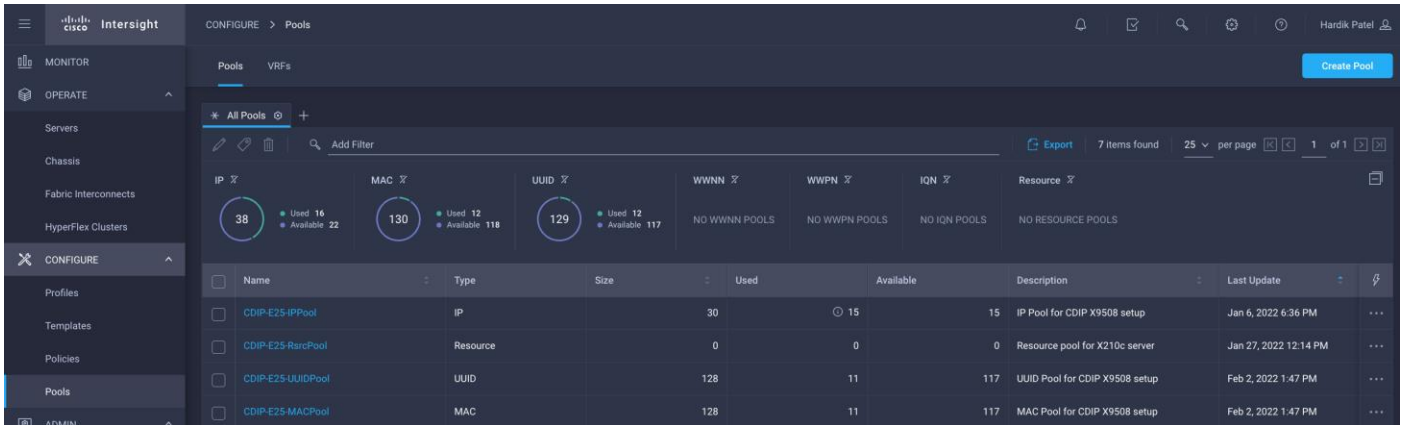 cisco Intersight
CONFIGURE > Pools
Hardik Patel
MONITOR
OPERATE
Servers
Chassis
Fabric Interconnects
HyperFlex Clusters
CONFIGURE
Profiles
Templates
Policies
Pools
ADMIN
Pools VRFs
Create Pool
All Pools
Add Filter
Export 7 items found 25 per page 1 of 1
IP
38
Used 16
Available 22
MAC
130
Used 12
Available 118
UUID
129
Used 12
Available 117
WWNN
NO WWNN POOLS
WWPN
NO WWPN POOLS
IQN
NO IQN POOLS
Resource
NO RESOURCE POOLS
Name Type Size Used Available Description Last Update
CDIP-E25-IPPool IP 30 15 15 IP Pool for CDIP X9508 setup Jan 6, 2022 6:36 PM
CDIP-E25-RsrcPool Resource 0 0 0 Resource pool for X210c server Jan 27, 2022 12:14 PM
CDIP-E25-UUIDPool UUID 128 11 117 UUID Pool for CDIP X9508 setup Feb 2, 2022 1:47 PM
CDIP-E25-MACPool MAC 128 11 117 MAC Pool for CDIP X9508 setup Feb 2, 2022 1:47 PM